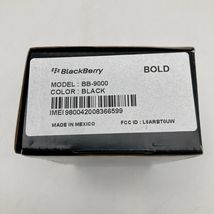 BlackBerry BOLD
MODEL : BB-9000
COLOR : BLACK
IMEI 980042008366599
MADE IN MEXICO FCC ID : L6ARBT0UW